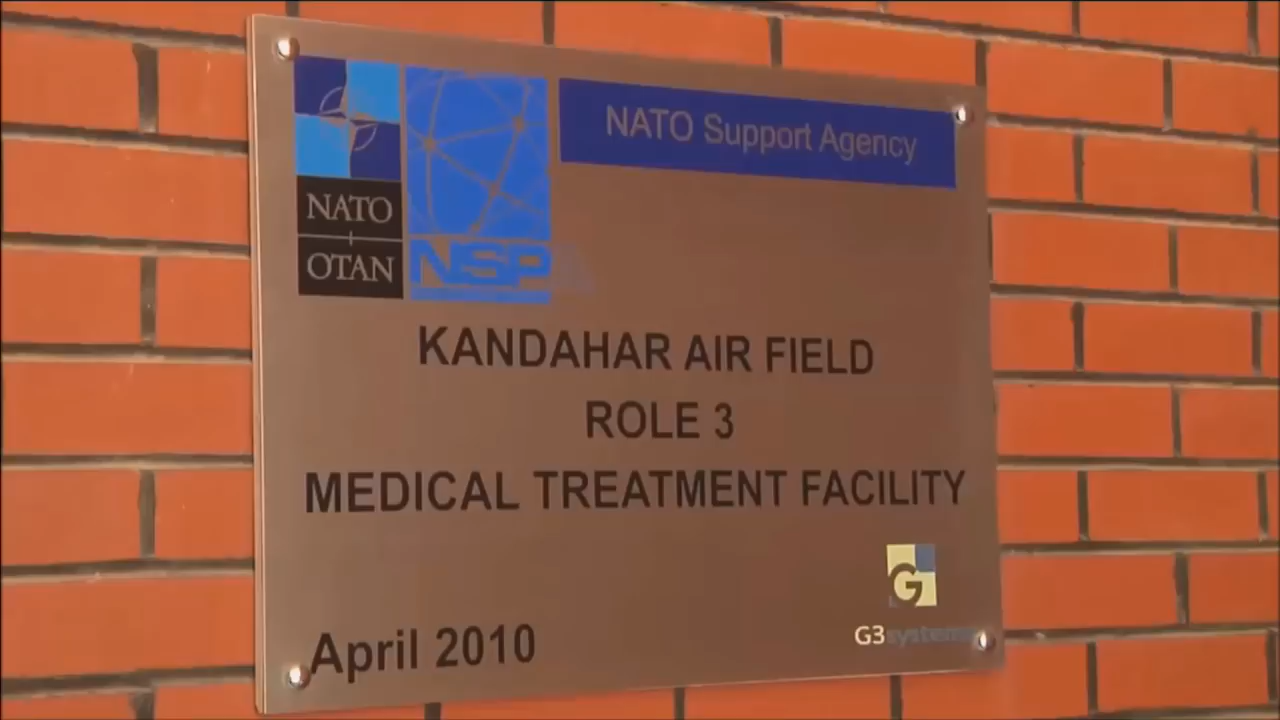 NATO Support Agency
NATO
OTAN
NSPA
KANDAHAR AIR FIELD
ROLE 3
MEDICAL TREATMENT FACILITY
G
G3systems
April 2010